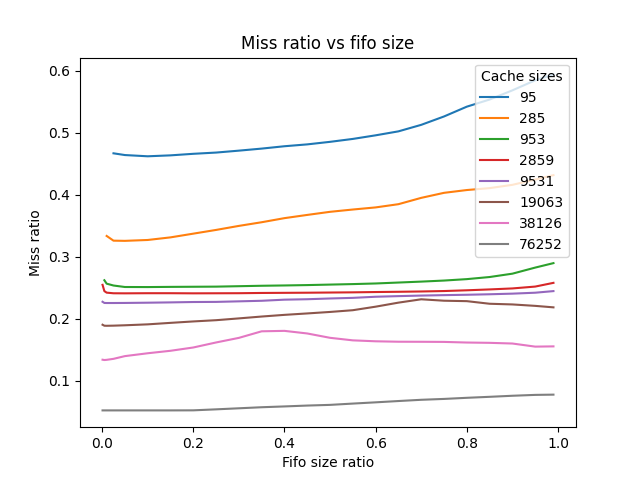 Miss ratio vs fifo size
Cache sizes
95
285
953
2859
9531
19063
38126
76252
0.6
0.5
0.4
0.3
0.2
0.1
Miss ratio
0.0 0.2 0.4 0.6 0.8 1.0
Fifo size ratio